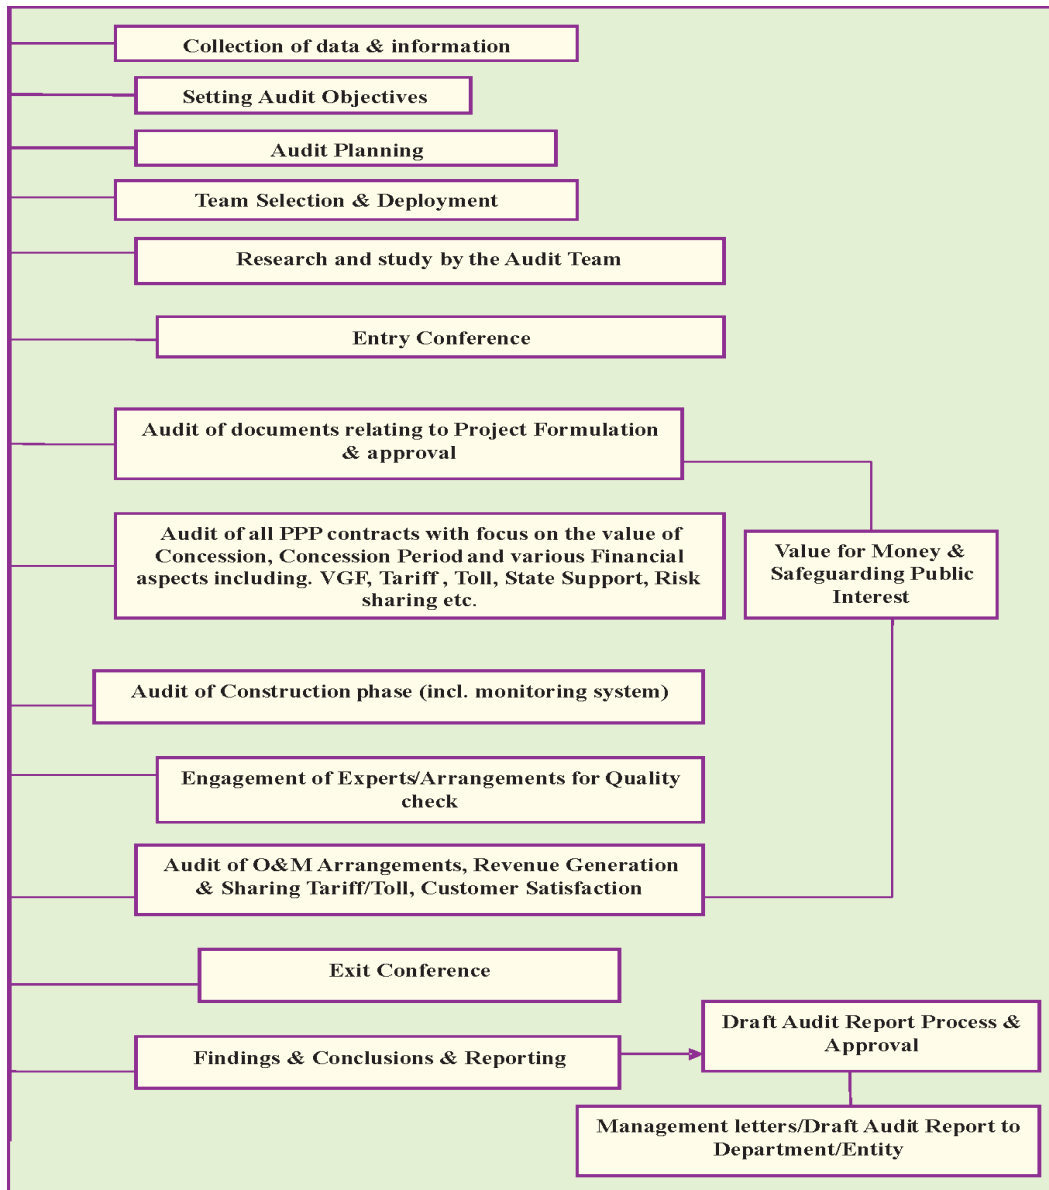 Collection of data & information
Setting Audit Objectives
Audit Planning
Team Selection & Deployment
Research and study by the Audit Team
Entry Conference
Audit of documents relating to Project Formulation
& approval
Audit of all PPP contracts with focus on the value of
Concession, Concession Period and various Financial
aspects including. VGF, Tariff , Toll, State Support, Risk
sharing etc.
Value for Money &
Safeguarding Public
Interest
Audit of Construction phase (incl. monitoring system)
Engagement of Experts/Arrangements for Quality
check
Audit of O&M Arrangements, Revenue Generation
& Sharing Tariff/Toll, Customer Satisfaction
Exit Conference
Findings & Conclusions & Reporting
Draft Audit Report Process &
Approval
Management letters/Draft Audit Report to
Department/Entity